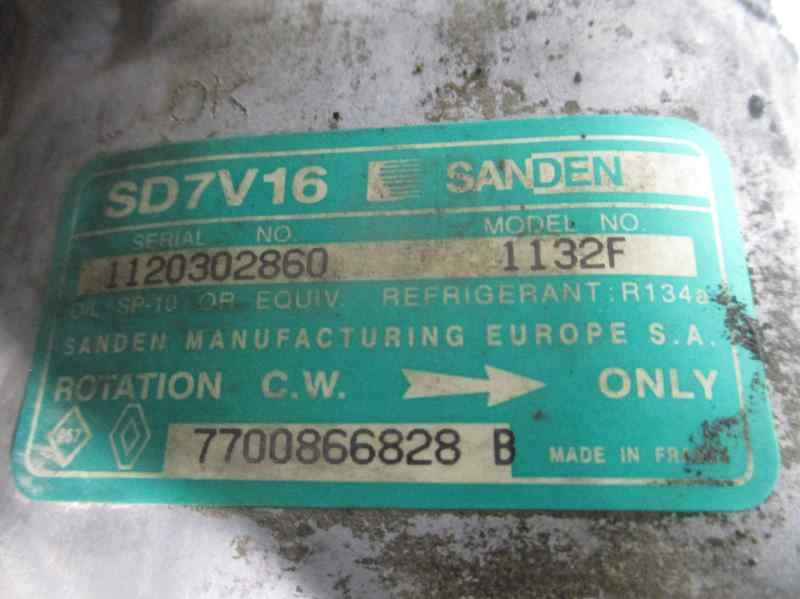 OK
SD7V16 SANDEN
SERIAL NO. MODEL NO.
1120302860 1132F
OIL SP-10 OR EQUIV. REFRIGERANT: R134a
SANDEN MANUFACTURING EUROPE S.A.
ROTATION C.W. ONLY
7700866828 B MADE IN FRANCE